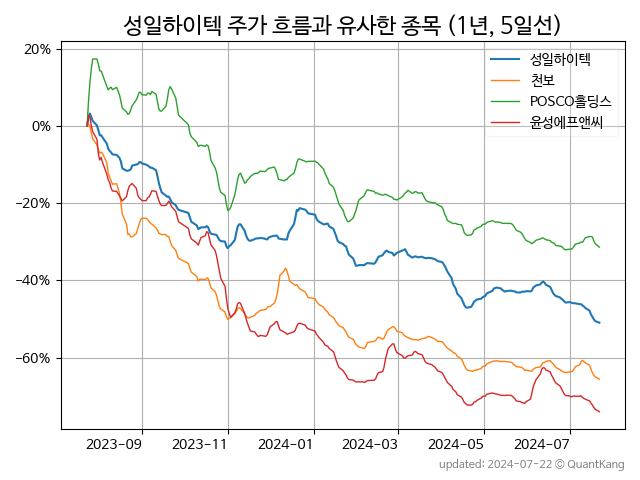 성일하이텍 주가 흐름과 유사한 종목 (1년, 5일선)
20%
0%
−20%
−40%
−60%
성일하이텍
천보
POSCO홀딩스
윤성에프앤씨
2023-09
2023-11
2024-01
2024-03
2024-05
2024-07
updated: 2024-07-22 © QuantKang